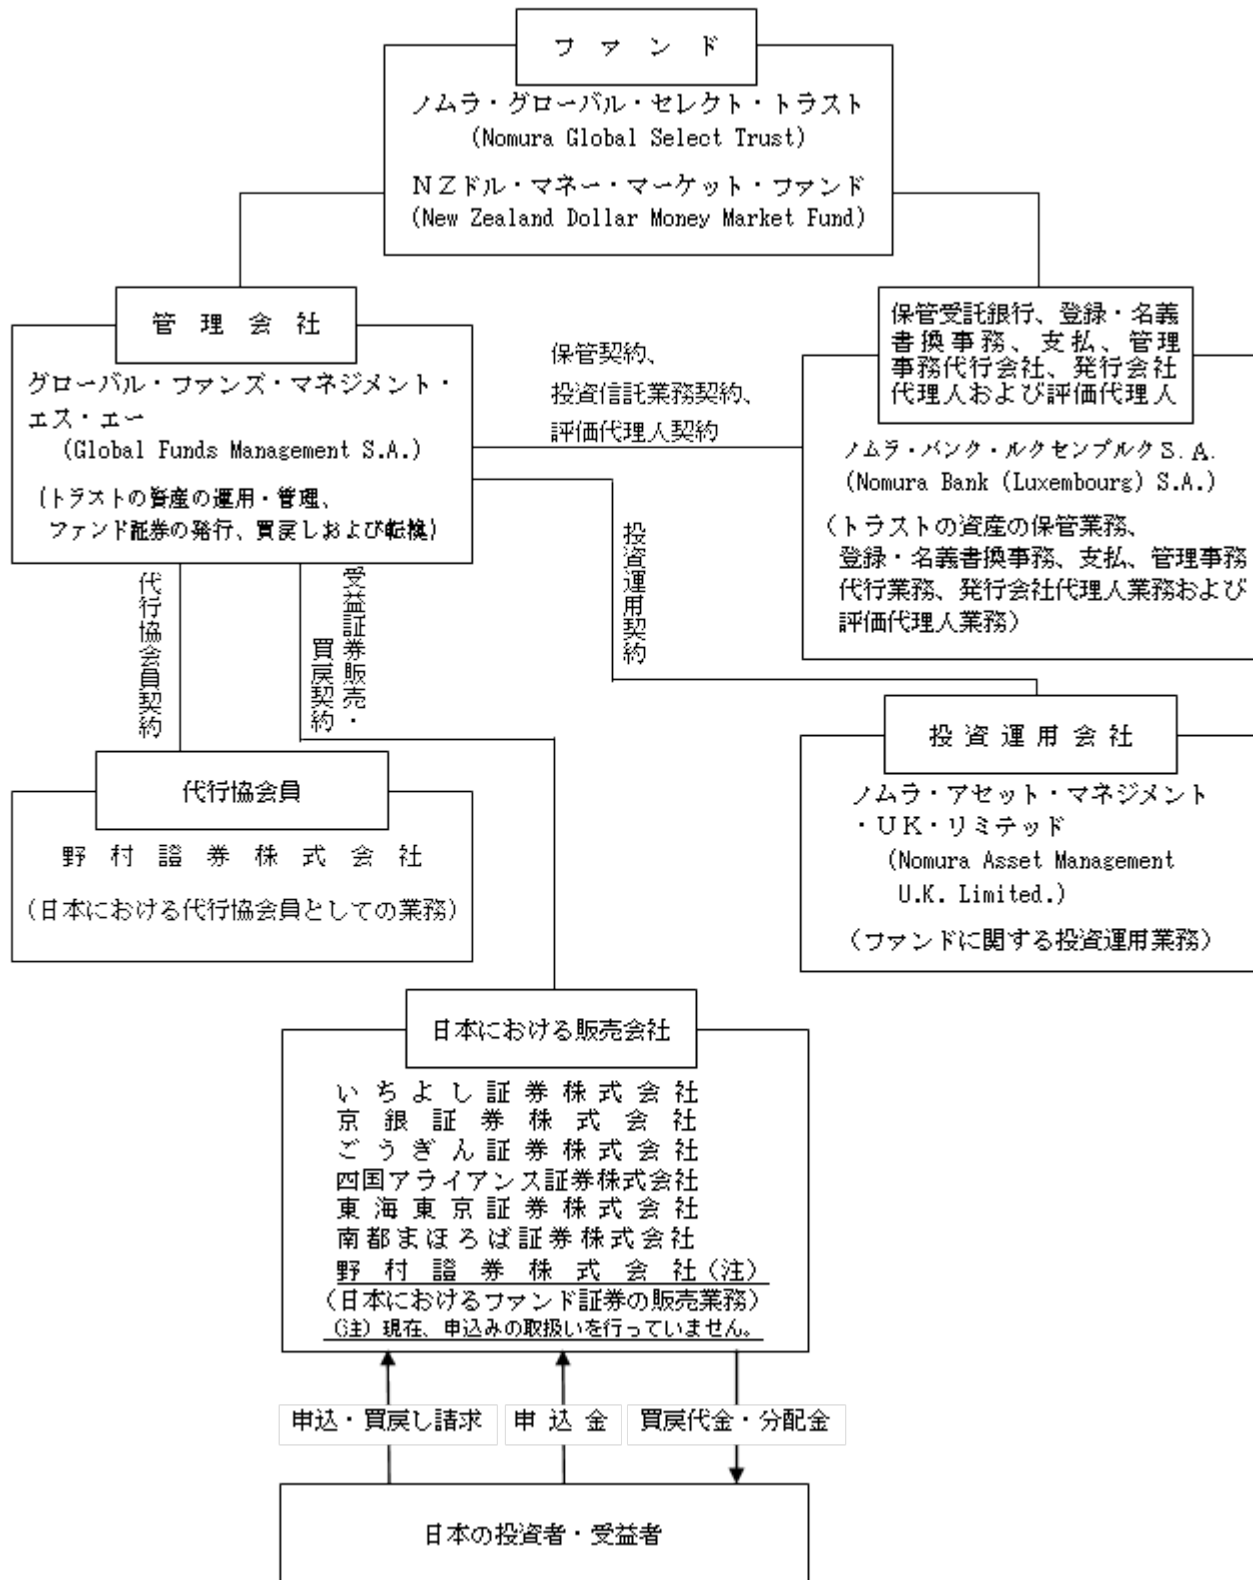 ファンド
ノムラ・グローバル・セレクト・トラスト
(Nomura Global Select Trust)
NZドル・マネー・マーケット・ファンド
(New Zealand Dollar Money Market Fund)
管理会社
グローバル・ファンズ・マネジメント・
エス・エー
(Global Funds Management S.A.)
(トラストの資産の運用・管理、
ファンド証券の発行、買戻しおよび転換)
保管契約、
投資信託業務契約、
評価代理人契約
保管受託銀行、登録・名義
書換事務、支払、管理
事務代行会社、発行会社
代理人および評価代理人
ノムラ・バンク・ルクセンブルクS.A.
(Nomura Bank (Luxembourg) S.A.)
(トラストの資産の保管業務、
登録・名義書換事務、支払、管理事務
代行業務、発行会社代理人業務および
評価代理人業務)
代行協会員契約
受益証券販売・
買戻契約
投資運用契約
投資運用会社
ノムラ・アセット・マネジメント
・UK・リミテッド
(Nomura Asset Management
U.K. Limited.)
(ファンドに関する投資運用業務)
代行協会員
野村證券株式会社
(日本における代行協会員としての業務)
日本における販売会社
いちよし証券株式会社
京銀証券株式会社
ごうぎん証券株式会社
四国アライアンス証券株式会社
東海東京証券株式会社
南都まほろば証券株式会社
野村證券株式会社(注)
(日本におけるファンド証券の販売業務)
(注) 現在、申込みの取扱いを行っていません。
申込・買戻し請求
申込金
買戻代金・分配金
日本の投資者・受益者